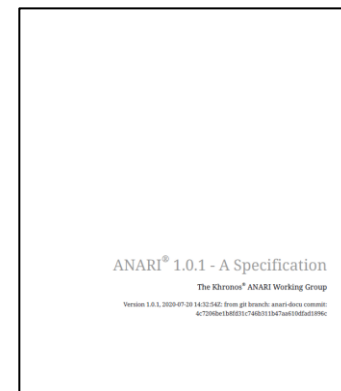 ANARI® 1.0.1 - A Specification
The Khronos® ANARI Working Group
Version 1.0.1, 2020-07-20 14:32:54Z: from git branch: anari-docu commit:
4c7206be1b8fd31c746b311b47aa610dfad1096c